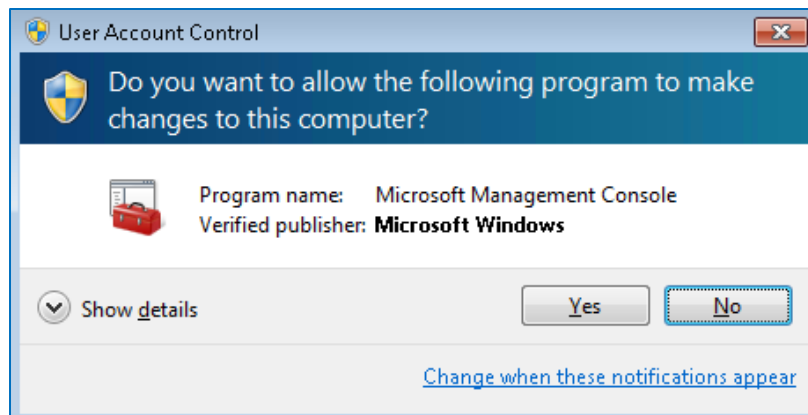 User Account Control
Do you want to allow the following program to make
changes to this computer?
Program name: Microsoft Management Console
Verified publisher: Microsoft Windows
Show details
Yes
No
Change when these notifications appear